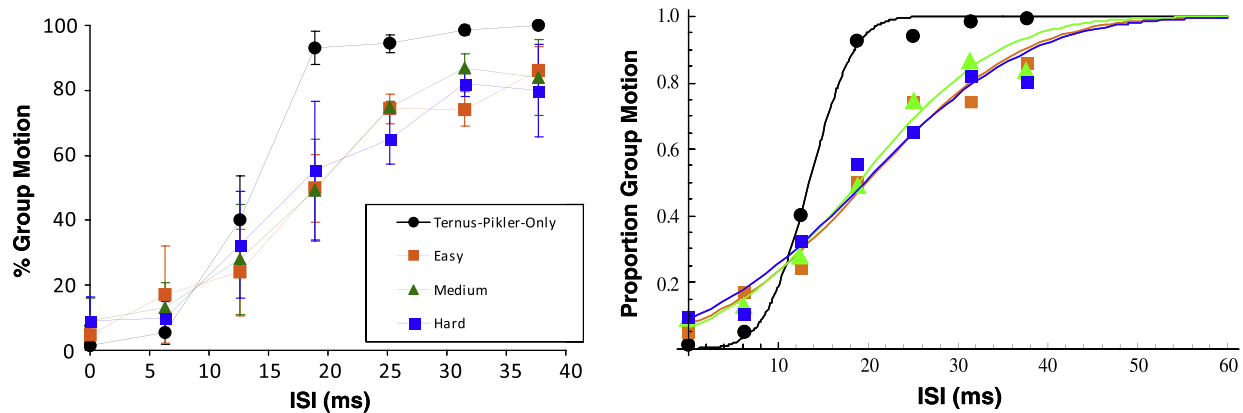 100
80
60
40
20
0
% Group Motion
0 5 10 15 20 25 30 35 40
ISI (ms)
Ternus-Pikler-Only
Easy
Medium
Hard
1.0
0.8
0.6
0.4
0.2
Proportion Group Motion
10 20 30 40 50 60
ISI (ms)